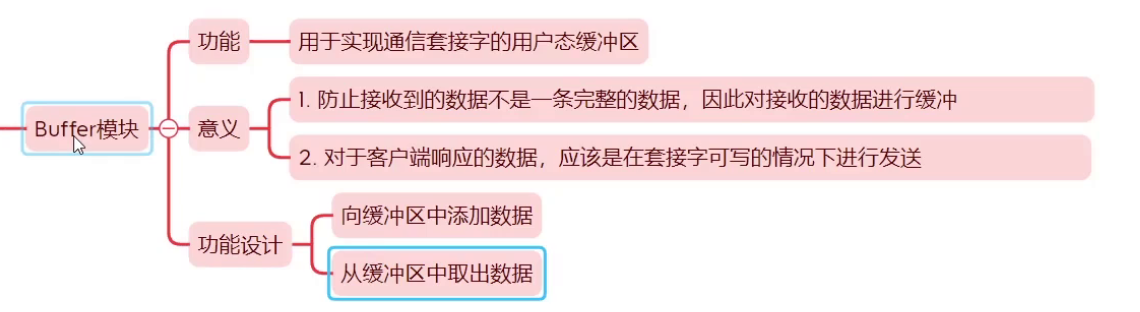 功能
用于实现通信套接字的用户态缓冲区
Buffer模块
意义
1. 防止接收到的数据不是一条完整的数据，因此对接收的数据进行缓冲
2. 对于客户端响应的数据，应该是在套接字可写的情况下进行发送
功能设计
向缓冲区中添加数据
从缓冲区中取出数据